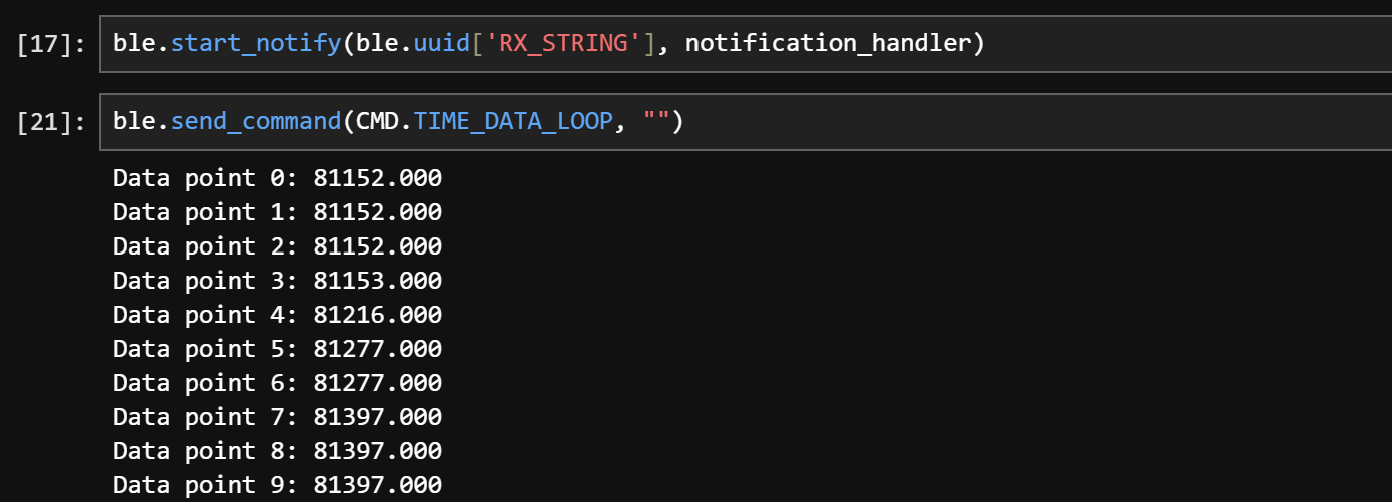 [17]: ble.start_notify(ble.uuid['RX_STRING'], notification_handler)
[21]: ble.send_command(CMD.TIME_DATA_LOOP, "")
Data point 0: 81152.000
Data point 1: 81152.000
Data point 2: 81152.000
Data point 3: 81153.000
Data point 4: 81216.000
Data point 5: 81277.000
Data point 6: 81277.000
Data point 7: 81397.000
Data point 8: 81397.000
Data point 9: 81397.000